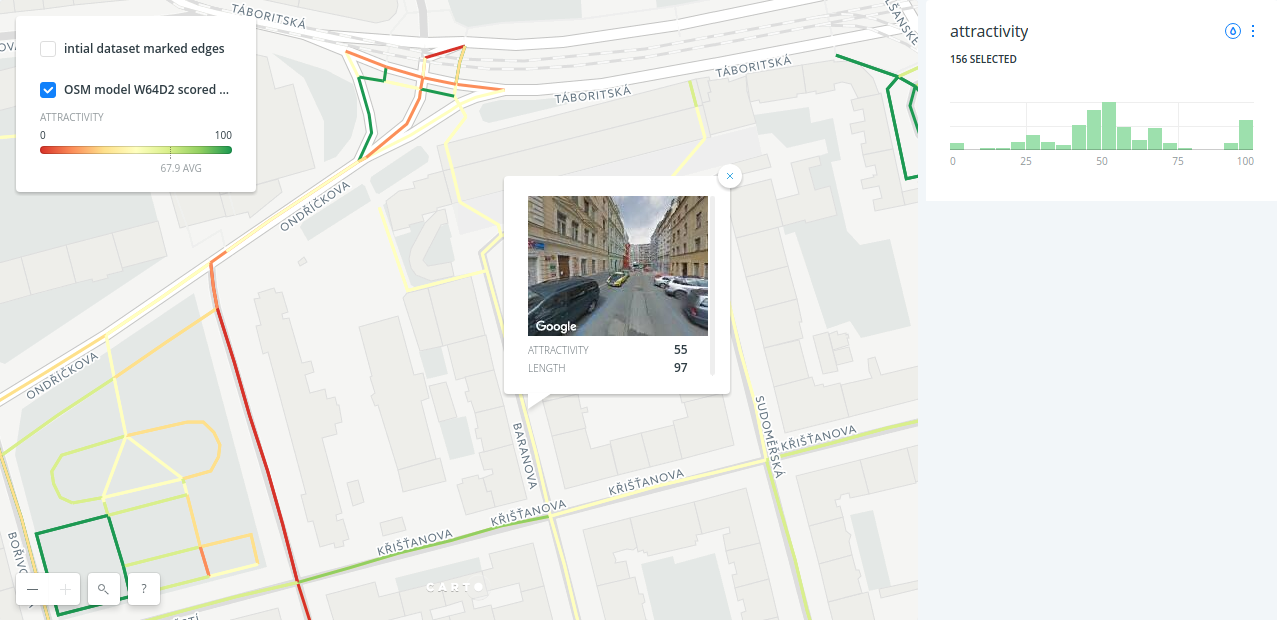 intial dataset marked edges
OSM model W64D2 scored ...
ATTRACTIVITY
0 100
67.9 AVG
TÁBORITSKÁ
TÁBORITSKÁ
TÁBORITSKÁ
ONDŘÍČKOVA
ONDŘÍČKOVA
Google
ATTRACTIVITY 55
LENGTH 97
BARANOVA
SUDOMĚŘSKÁ
KŘIŠŤANOVA
KŘIŠŤANOVA
KŘIŠŤANOVA
KŘIŠŤANOVA
BOŘIVO
CARTO
?
attractivity
156 SELECTED
0 25 50 75 100